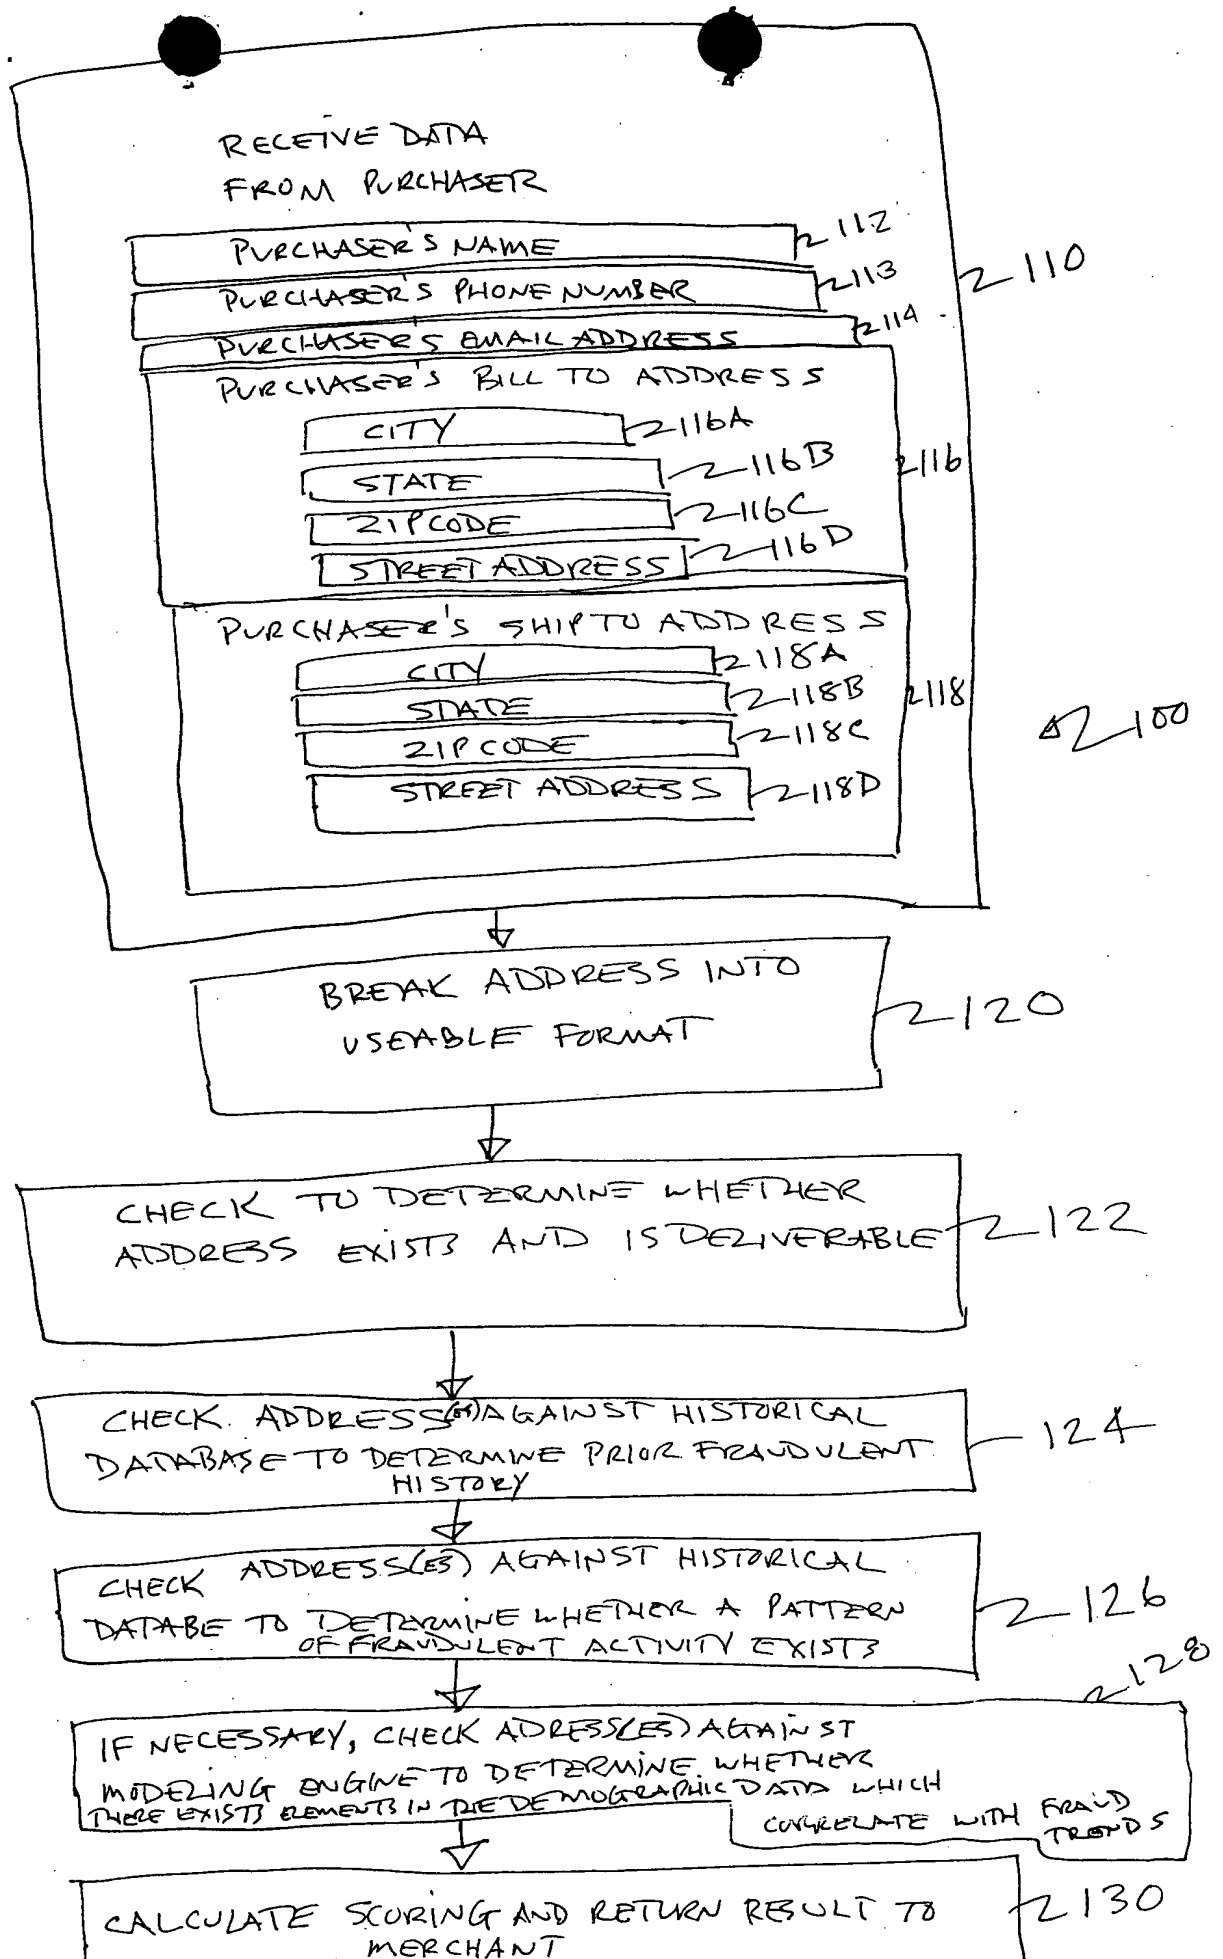 RECEIVE DATA
FROM PURCHASER
PURCHASER'S NAME 112
PURCHASER'S PHONE NUMBER 113
110
PURCHASER'S EMAIL ADDRESS 114
PURCHASER'S BILL TO ADDRESS
CITY 116A
STATE 116B
116
ZIPCODE 116C
STREET ADDRESS 116D
PURCHASER'S SHIP TO ADDRESS
CITY 118A
STATE 118B
118
100
ZIPCODE 118C
STREET ADDRESS 118D
BREAK ADDRESS INTO
USEABLE FORMAT
120
CHECK TO DETERMINE WHETHER
ADDRESS EXISTS AND IS DELIVERABLE
122
CHECK ADDRESS(ES) AGAINST HISTORICAL
DATABASE TO DETERMINE PRIOR FRAUDULENT
HISTORY
124
CHECK ADDRESS(ES) AGAINST HISTORICAL
DATABE TO DETERMINE WHETHER A PATTERN
OF FRAUDULENT ACTIVITY EXISTS
126
128
IF NECESSARY, CHECK ADRESS(ES) AGAINST
MODELING ENGINE TO DETERMINE WHETHER
THERE EXISTS ELEMENTS IN THE DEMOGRAPHIC DATA WHICH
CORRELATE WITH FRAUD
TRENDS
CALCULATE SCORING AND RETURN RESULT TO
MERCHANT
130